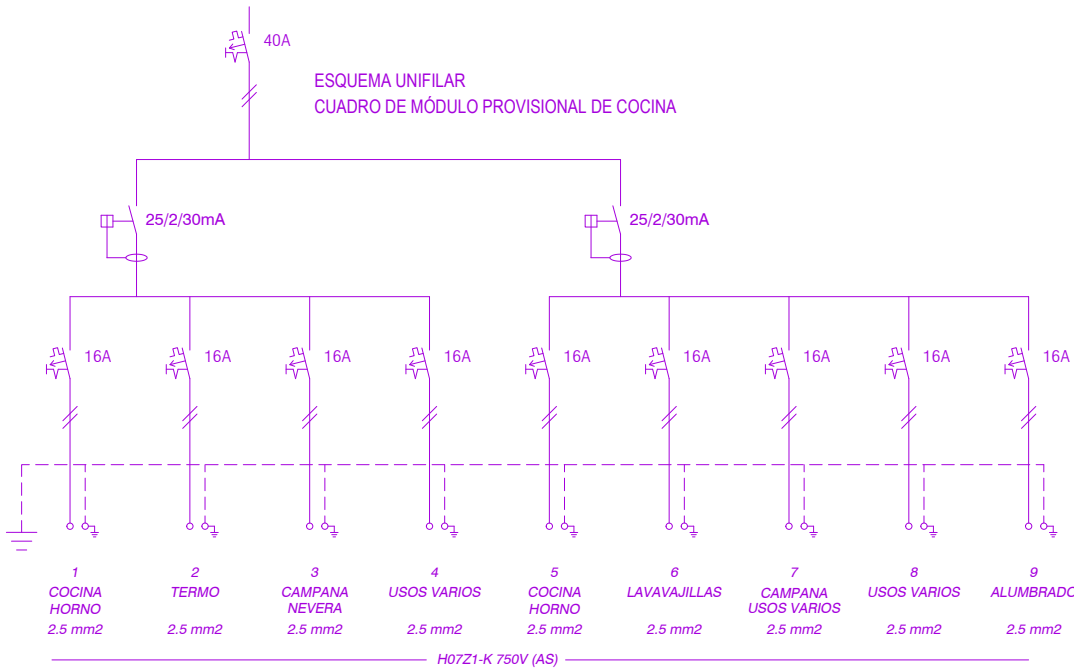 40A
ESQUEMA UNIFILAR
CUADRO DE MÓDULO PROVISIONAL DE COCINA
25/2/30mA
25/2/30mA
16A
16A
16A
16A
16A
16A
16A
16A
16A
1
COCINA
HORNO
2.5 mm2
2
TERMO
2.5 mm2
3
CAMPANA
NEVERA
2.5 mm2
4
USOS VARIOS
2.5 mm2
5
COCINA
HORNO
2.5 mm2
6
LAVAVAJILLAS
2.5 mm2
7
CAMPANA
USOS VARIOS
2.5 mm2
8
USOS VARIOS
2.5 mm2
9
ALUMBRADO
2.5 mm2
H07Z1-K 750V (AS)